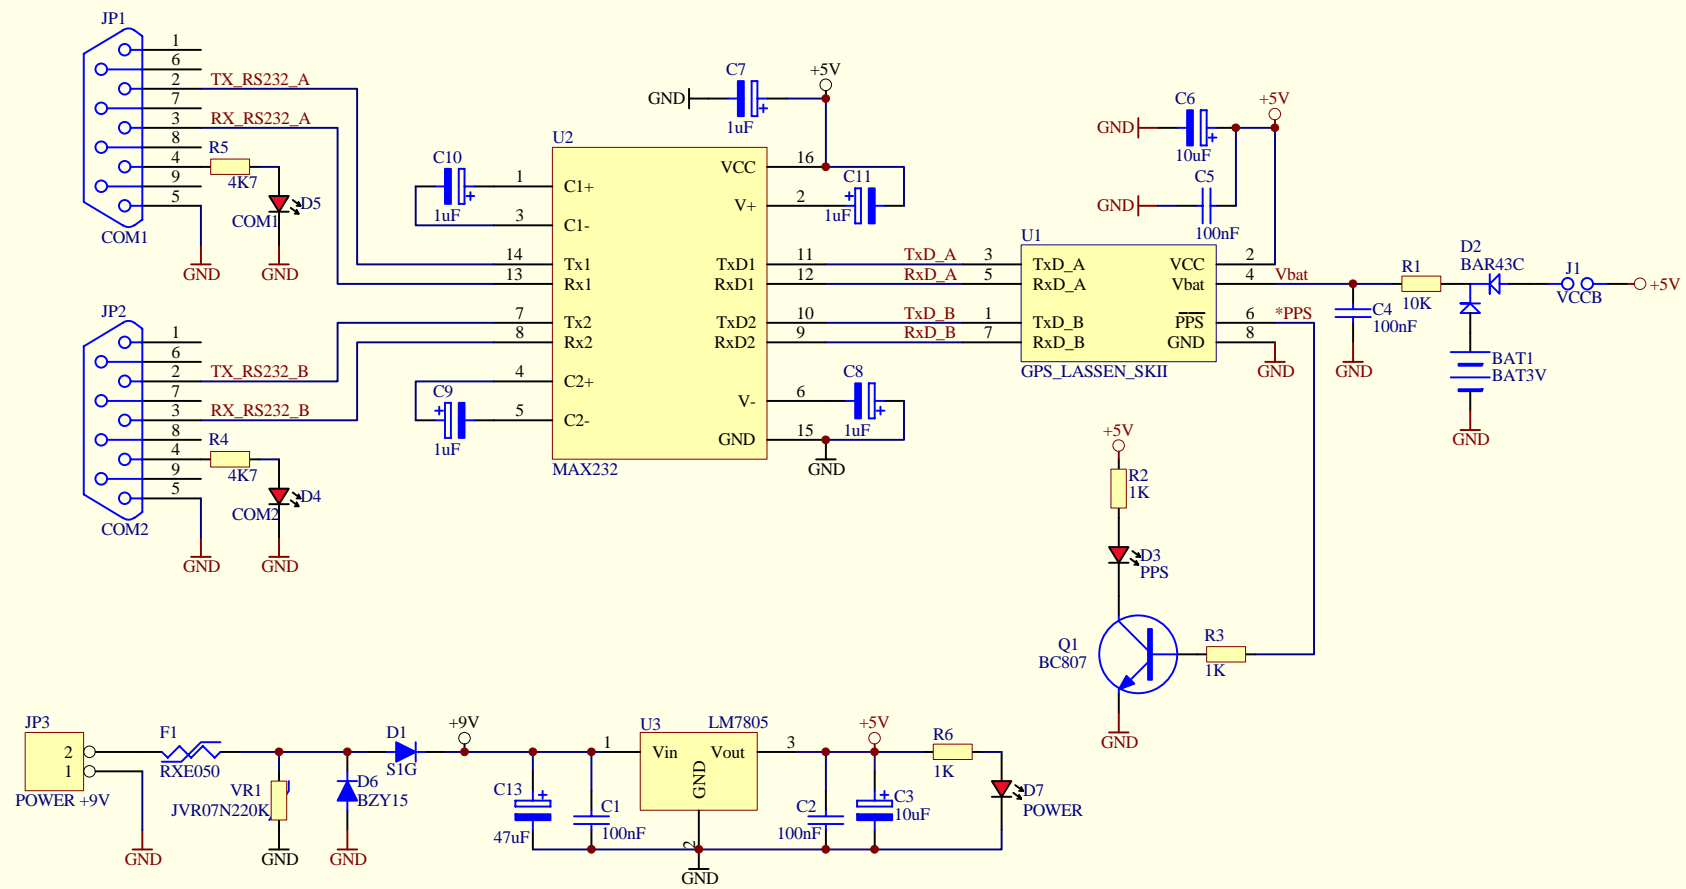 JP1
1
6
2 TX_RS232_A
7
3 RX_RS232_A
8
R5
4
4K7
9
D5
5
COM1
COM1
GND GND
JP2
1
6
2 TX_RS232_B
7
3 RX_RS232_B
8
R4
4
4K7
9
D4
5
COM2
COM2
GND GND
C7
+5V
GND
1uF
U2
C10
1uF
1 C1+
3 C1-
14 Tx1
13 Rx1
7 Tx2
8 Rx2
4 C2+
5 C2-
C9
1uF
VCC 16
V+ 2
C11
1uF
TxD1 11
RxD1 12
TxD2 10
RxD2 9
V- 6
C8
1uF
GND 15
GND
MAX232
TxD_A
RxD_A
TxD_B
RxD_B
C6
+5V
GND
10uF
C5
GND
100nF
U1
3 TxD_A
5 RxD_A
1 TxD_B
7 RxD_B
VCC 2
Vbat 4
PPS 6
GND 8
GPS_LASSEN_SKII
Vbat
*PPS
GND
C4
100nF
GND
R1
10K
D2
BAR43C
J1
VCCB
+5V
BAT1
BAT3V
GND
+5V
R2
1K
D3
PPS
Q1
BC807
R3
1K
GND
JP3
2
1
POWER +9V
GND
F1
RXE050
VR1
JVR07N220K
GND
D6
BZY15
GND
D1
S1G
+9V
C13
47uF
C1
100nF
U3 LM7805
1 Vin Vout 3
GND
2
GND
C2
100nF
+5V
C3
10uF
R6
1K
D7
POWER